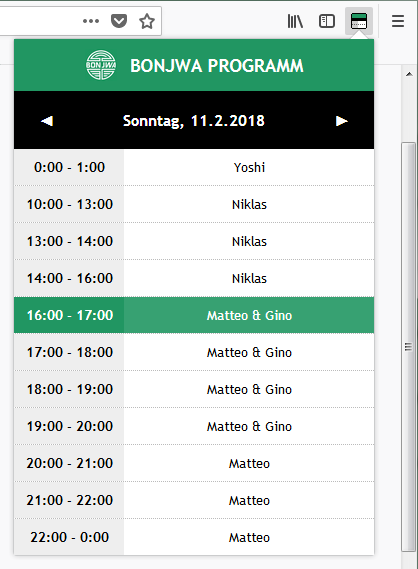 BONJWA
BONJWA PROGRAMM
Sonntag, 11.2.2018
0:00 - 1:00 Yoshi
10:00 - 13:00 Niklas
13:00 - 14:00 Niklas
14:00 - 16:00 Niklas
16:00 - 17:00 Matteo & Gino
17:00 - 18:00 Matteo & Gino
18:00 - 19:00 Matteo & Gino
19:00 - 20:00 Matteo & Gino
20:00 - 21:00 Matteo
21:00 - 22:00 Matteo
22:00 - 0:00 Matteo